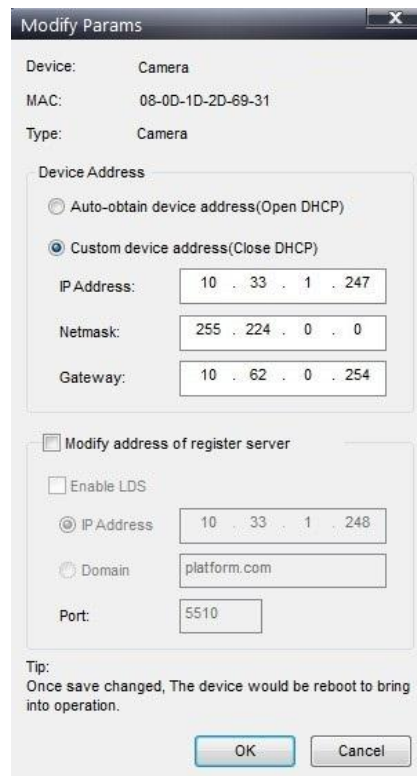 Modify Params
x
Device: Camera
MAC: 08-0D-1D-2D-69-31
Type: Camera
Device Address
Auto-obtain device address(Open DHCP)
Custom device address(Close DHCP)
IP Address: 10 . 33 . 1 . 247
Netmask: 255 . 224 . 0 . 0
Gateway: 10 . 62 . 0 . 254
Modify address of register server
Enable LDS
IP Address 10 . 33 . 1 . 248
Domain platform.com
Port: 5510
Tip:
Once save changed, The device would be reboot to bring
into operation.
OK Cancel